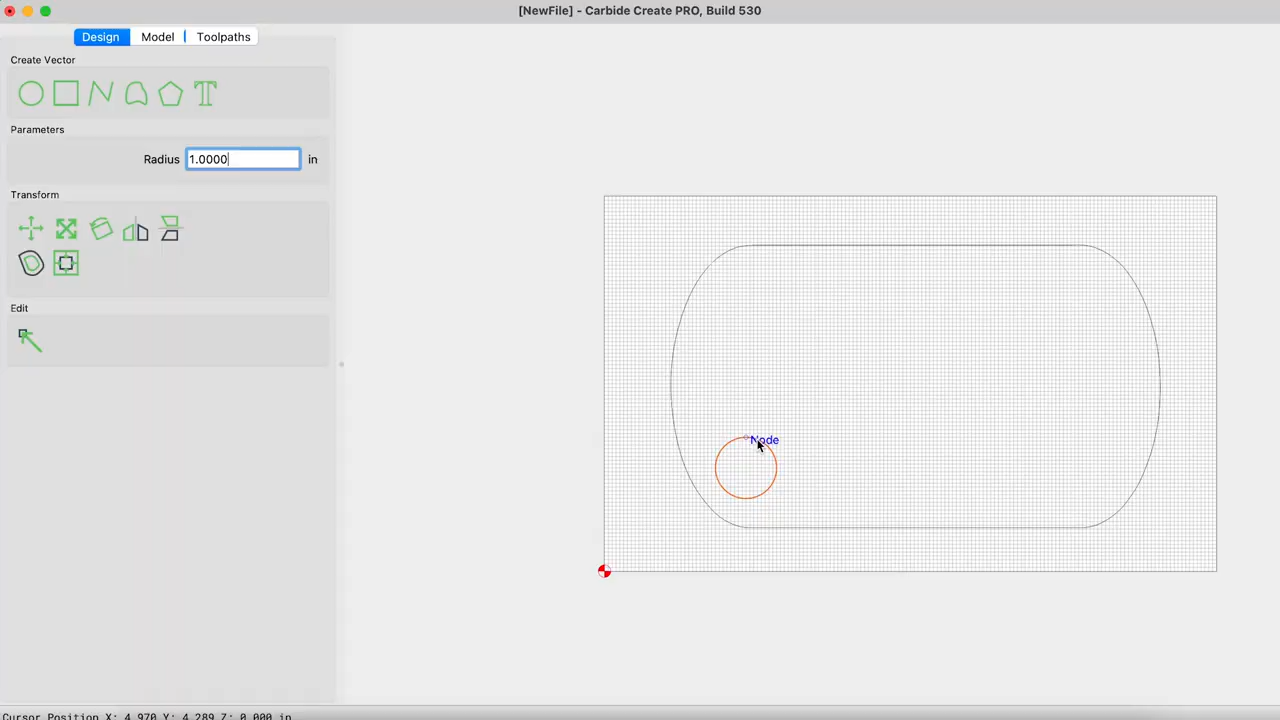 [NewFile] - Carbide Create PRO, Build 530
Design Model Toolpaths
Create Vector
Parameters
Radius 1.0000 in
Transform
Edit
Node
Cursor Position X: 4.970 Y: 4.289 Z: 0.000 in